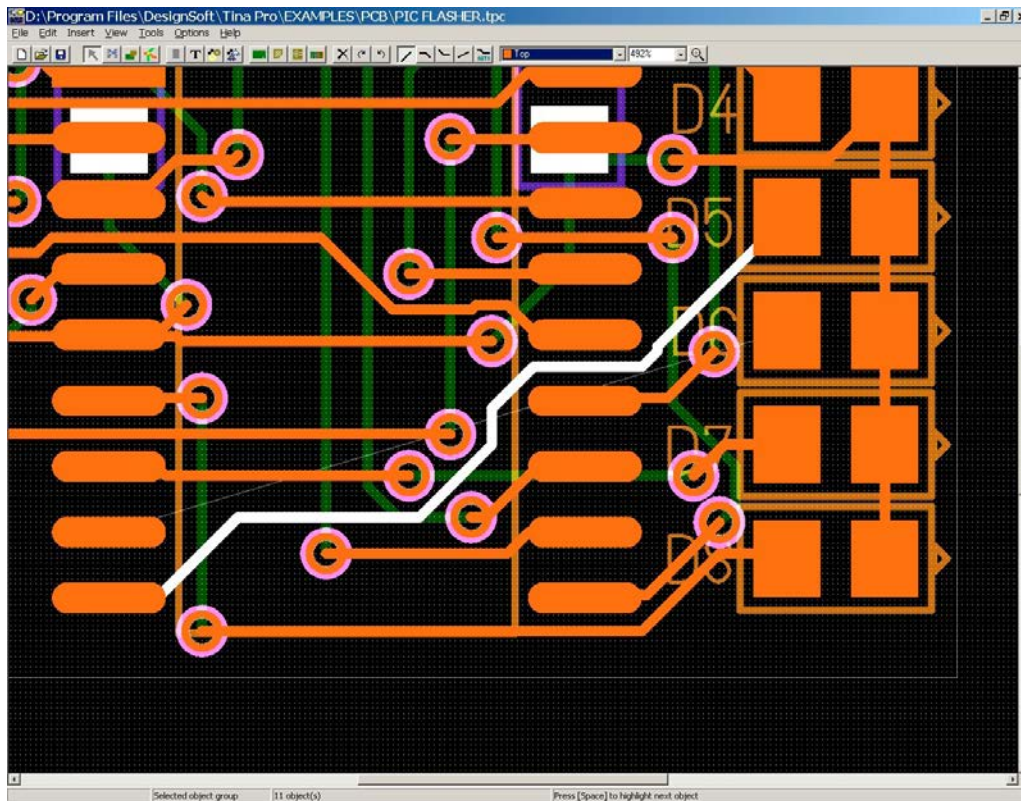 D:\Program Files\DesignSoft\Tina Pro\EXAMPLES\PCB\PIC FLASHER.tpc
File Edit Insert View Tools Options Help
T Top 492%
D4
D5
D6
D7
D8
Selected object group 11 object(s) Press [Space] to highlight next object